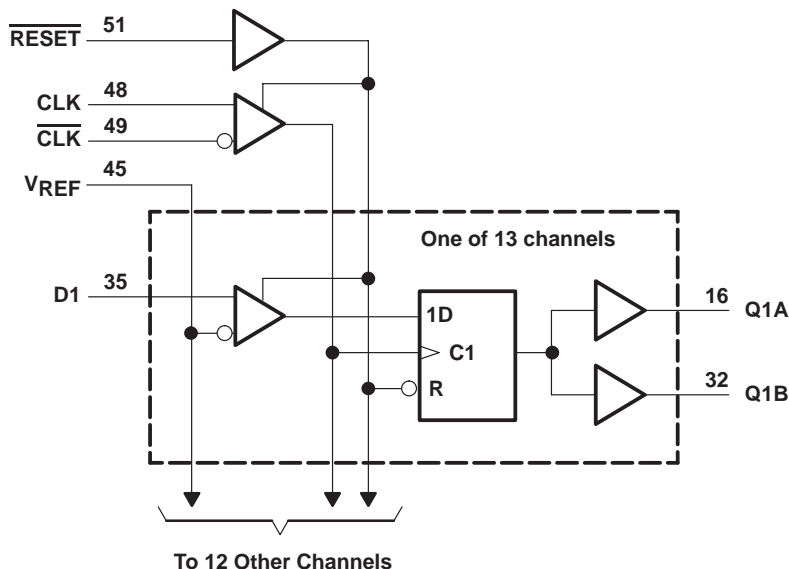 RESET 51
CLK 48
CLK 49
VREF 45
One of 13 channels
D1 35
1D
C1
R
16 Q1A
32 Q1B
To 12 Other Channels